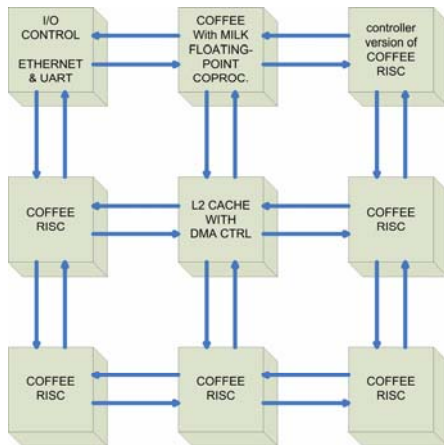 I/O
CONTROL
ETHERNET
& UART
COFFEE
With MILK
FLOATING-
POINT
COPROC.
controller
version of
COFFEE
RISC
COFFEE
RISC
L2 CACHE
WITH
DMA CTRL
COFFEE
RISC
COFFEE
RISC
COFFEE
RISC
COFFEE
RISC